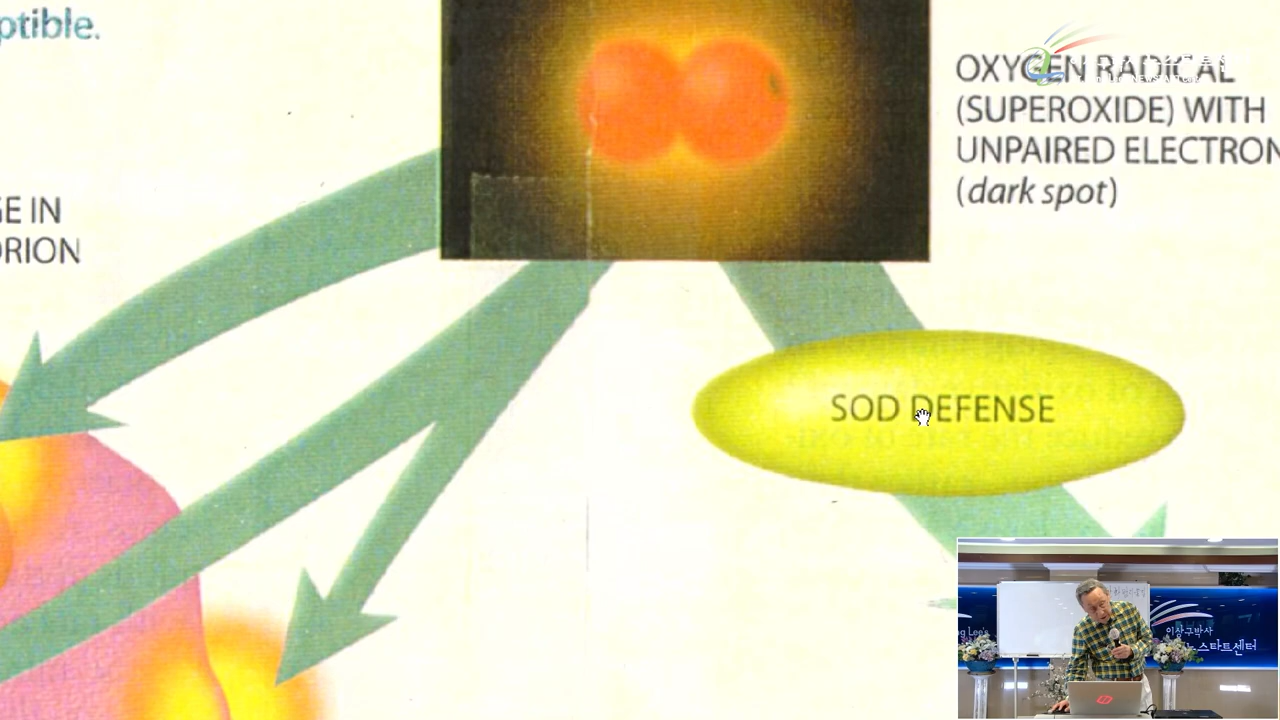 ptible.
OXYGEN RADICAL
(SUPEROXIDE) WITH
UNPAIRED ELECTRON
(dark spot)
GE IN
ORION
SOD DEFENSE
이상구박사
스타트센터